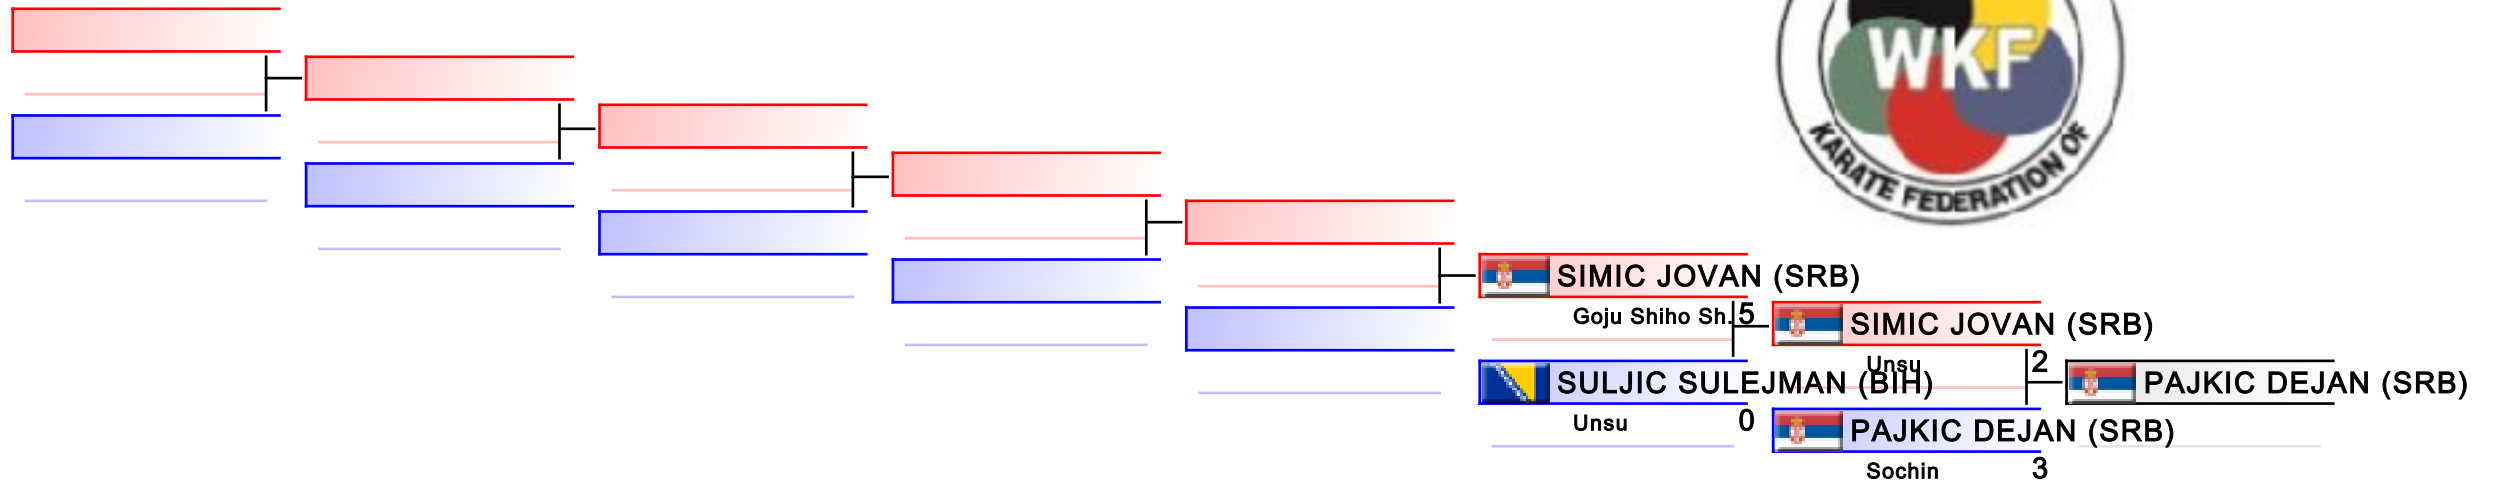 WKF
KARATE FEDERATION OF
SIMIC JOVAN (SRB)
Goju Shiho Sh. 5
SULJIC SULEJMAN (BIH)
Unsu 0
SIMIC JOVAN (SRB)
Unsu 2
PAJKIC DEJAN (SRB)
Sochin 3
PAJKIC DEJAN (SRB)